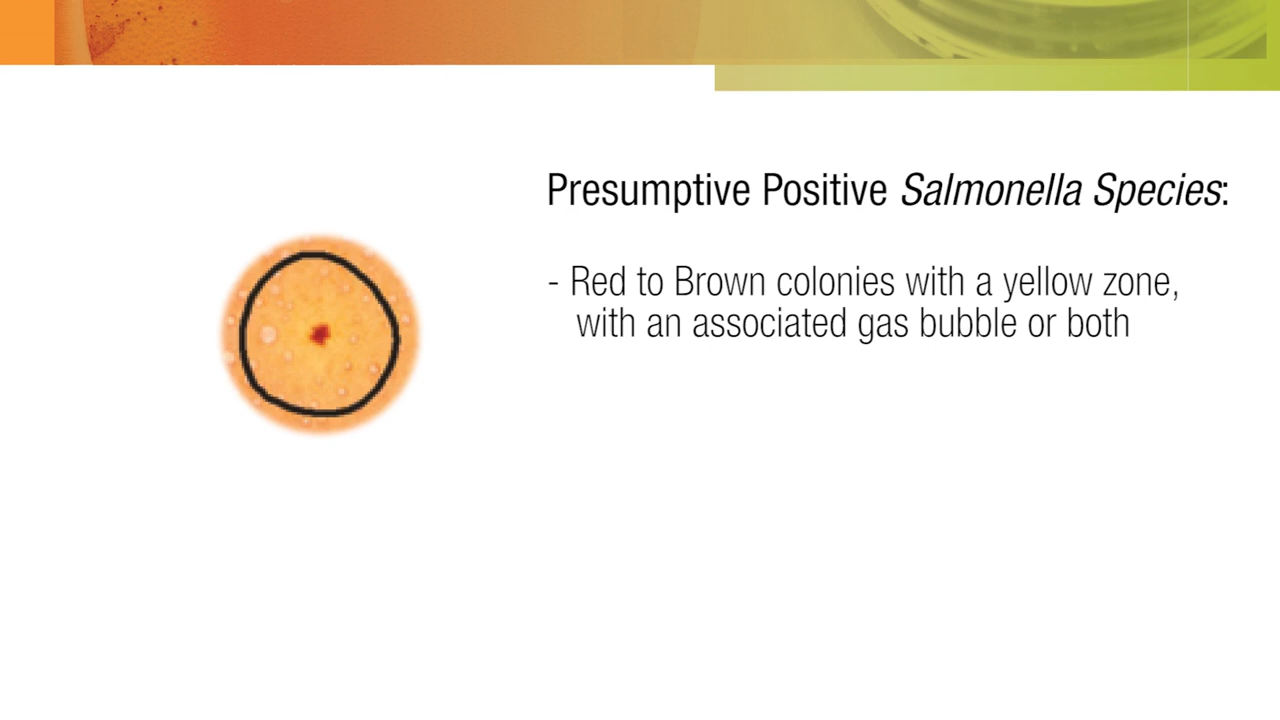 Presumptive Positive Salmonella Species:
- Red to Brown colonies with a yellow zone,
with an associated gas bubble or both